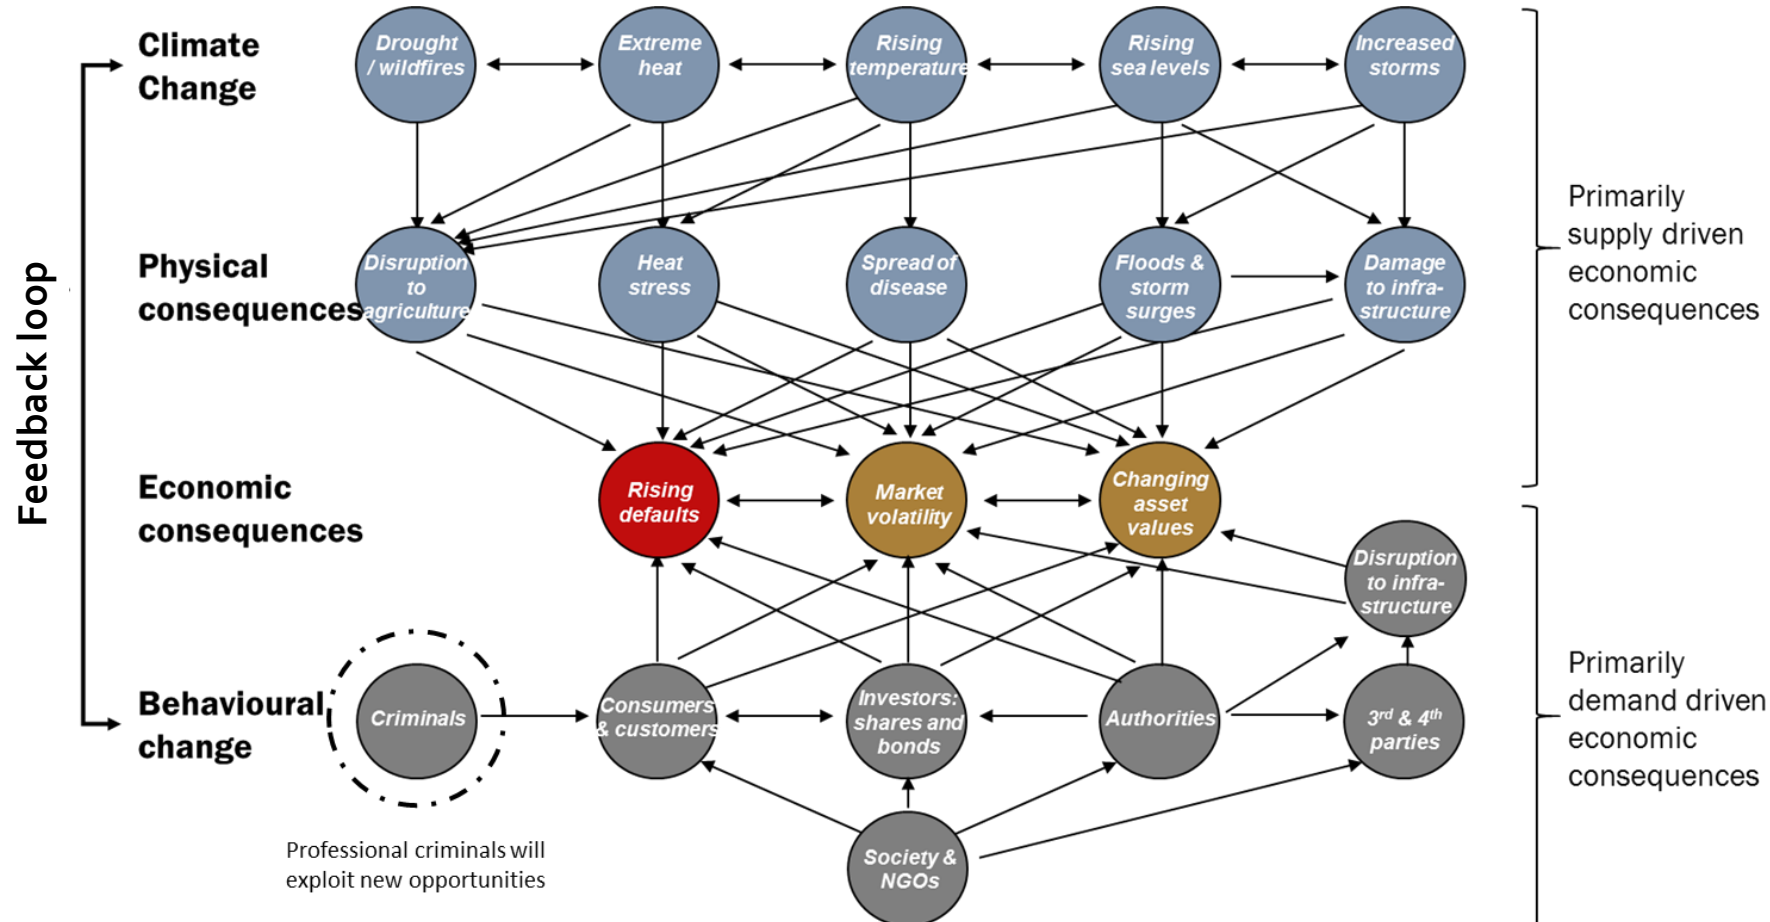 Feedback loop
Climate
Change
Drought
/ wildfires
Extreme
heat
Rising
temperature
Rising
sea levels
Increased
storms
Physical
consequences
Disruption
to
agriculture
Heat
stress
Spread of
disease
Floods &
storm
surges
Damage
to infra-
structure
Primarily
supply driven
economic
consequences
Economic
consequences
Rising
defaults
Market
volatility
Changing
asset
values
Disruption
to infra-
structure
Behavioural
change
Criminals
Consumers
& customers
Investors:
shares and
bonds
Authorities
3rd & 4th
parties
Primarily
demand driven
economic
consequences
Professional criminals will
exploit new opportunities
Society &
NGOs